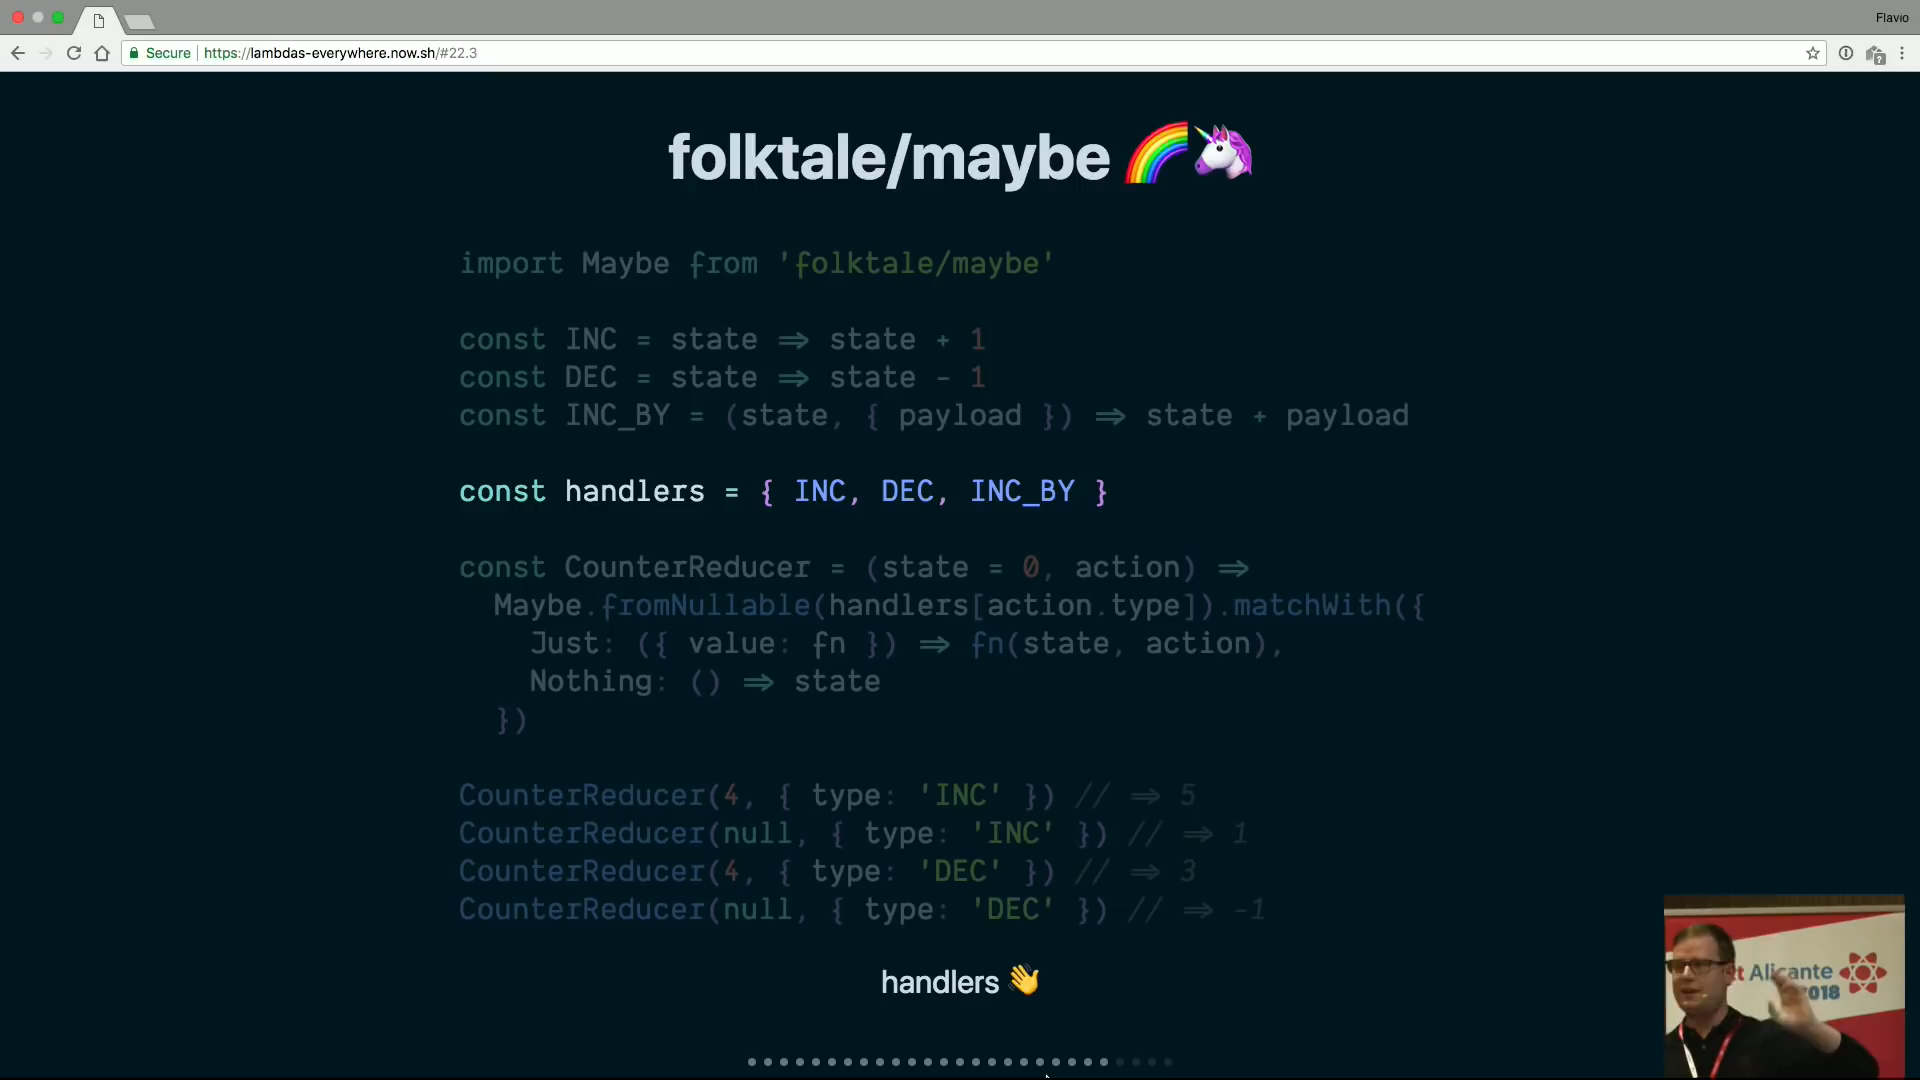 Flavio
Secure https://lambdas-everywhere.now.sh/#22.3
folktale/maybe 🌈🦄
import Maybe from 'folktale/maybe'
const INC = state => state + 1
const DEC = state => state - 1
const INC_BY = (state, { payload }) => state + payload
const handlers = { INC, DEC, INC_BY }
const CounterReducer = (state = 0, action) =>
Maybe.fromNullable(handlers[action.type]).matchWith({
Just: ({ value: fn }) => fn(state, action),
Nothing: () => state
})
CounterReducer(4, { type: 'INC' }) // => 5
CounterReducer(null, { type: 'INC' }) // => 1
CounterReducer(4, { type: 'DEC' }) // => 3
CounterReducer(null, { type: 'DEC' }) // => -1
handlers 👋
Alicante
2018